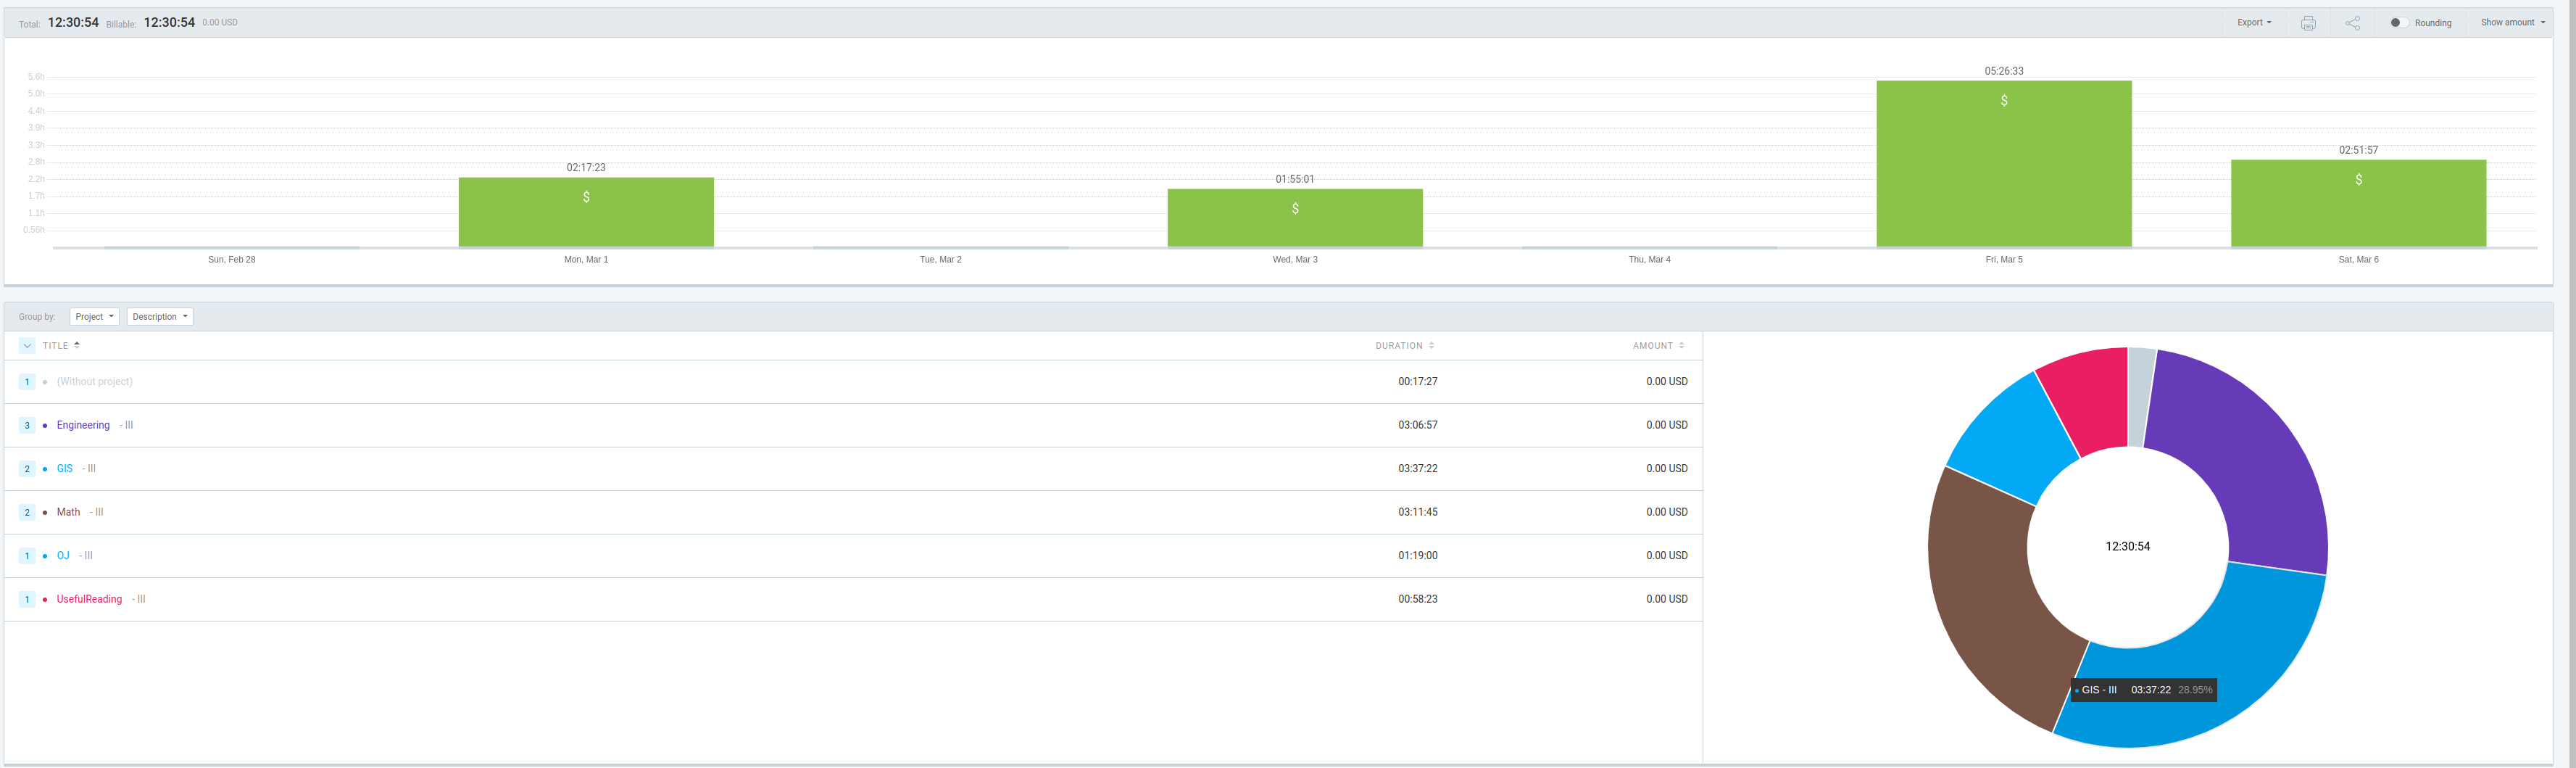 Total: 12:30:54 Billable: 12:30:54 0.00 USD Export Rounding Show amount
5.6h
5.0h
4.4h
3.9h
3.3h
2.8h
2.2h
1.7h
1.1h
0.56h
02:17:23
$
01:55:01
$
05:26:33
$
02:51:57
$
Sun, Feb 28 Mon, Mar 1 Tue, Mar 2 Wed, Mar 3 Thu, Mar 4 Fri, Mar 5 Sat, Mar 6
Group by: Project Description
TITLE DURATION AMOUNT
1 (Without project) 00:17:27 0.00 USD
3 Engineering - III 03:06:57 0.00 USD
2 GIS - III 03:37:22 0.00 USD
2 Math - III 03:11:45 0.00 USD
1 OJ - III 01:19:00 0.00 USD
1 UsefulReading - III 00:58:23 0.00 USD
12:30:54
GIS - III 03:37:22 28.95%